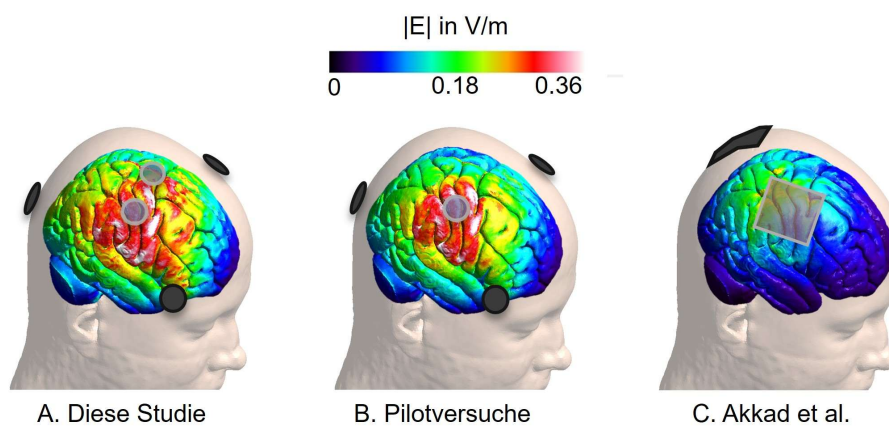 |E| in V/m
0 0.18 0.36
A. Diese Studie B. Pilotversuche C. Akkad et al.